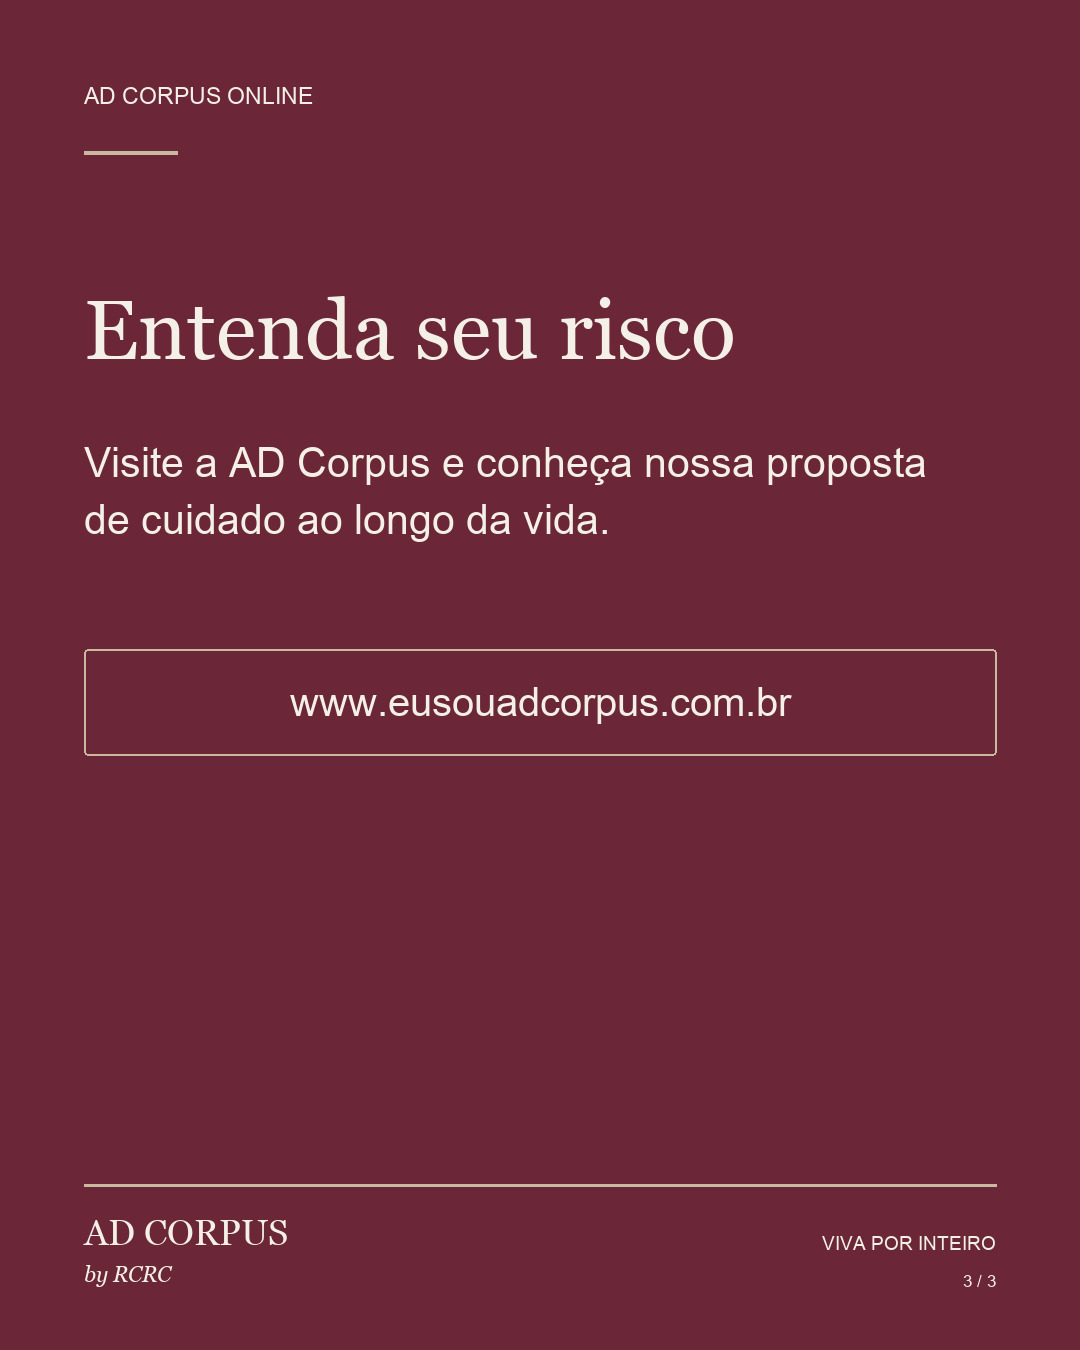 AD CORPUS ONLINE
Entenda seu risco
Visite a AD Corpus e conheça nossa proposta
de cuidado ao longo da vida.
www.eusouadcorpus.com.br
AD CORPUS
by RCRC
VIVA POR INTEIRO
3 / 3